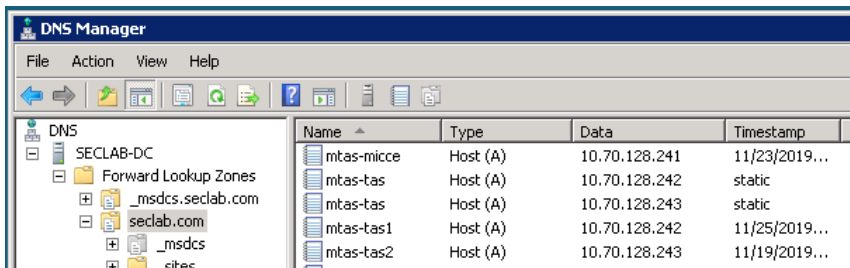 DNS Manager
File Action View Help
DNS
SECLAB-DC
Forward Lookup Zones
_msdcs.seclab.com
seclab.com
_msdcs
_sites
Name Type Data Timestamp
mtas-micce Host (A) 10.70.128.241 11/23/2019...
mtas-tas Host (A) 10.70.128.242 static
mtas-tas Host (A) 10.70.128.243 static
mtas-tas1 Host (A) 10.70.128.242 11/25/2019...
mtas-tas2 Host (A) 10.70.128.243 11/19/2019...